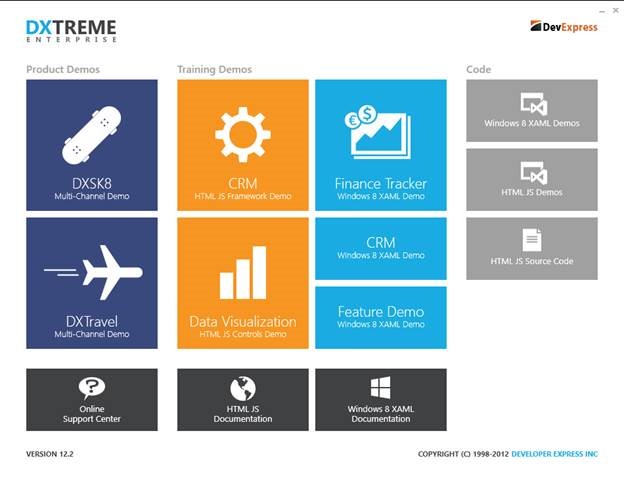 DXTREME
ENTERPRISE
DevExpress
Product Demos
Training Demos
Code
DXSK8
Multi-Channel Demo
CRM
HTML JS Framework Demo
Finance Tracker
Windows 8 XAML Demo
Windows 8 XAML Demos
HTML JS Demos
HTML JS Source Code
DXTravel
Multi-Channel Demo
Data Visualization
HTML JS Controls Demo
CRM
Windows 8 XAML Demo
Feature Demo
Windows 8 XAML Demo
Online
Support Center
HTML JS
Documentation
Windows 8 XAML
Documentation
VERSION 12.2
COPYRIGHT (C) 1998-2012 DEVELOPER EXPRESS INC